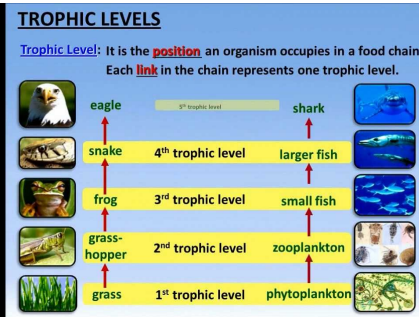 TROPHIC LEVELS
Trophic Level: It is the position an organism occupies in a food chain
Each link in the chain represents one trophic level.
eagle 5th trophic level shark
snake 4th trophic level larger fish
frog 3rd trophic level small fish
grass-
hopper 2nd trophic level zooplankton
grass 1st trophic level phytoplankton